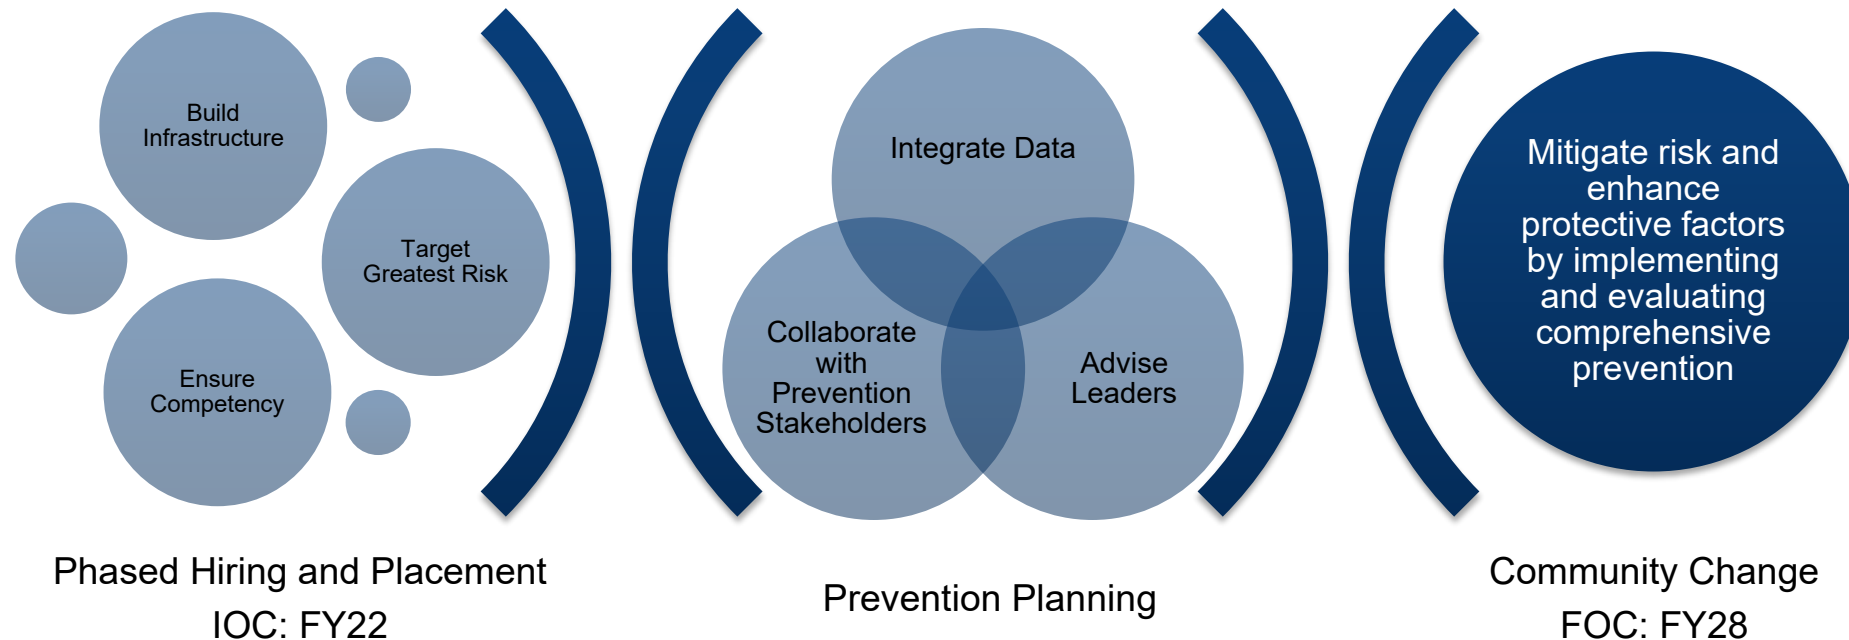 Build
Infrastructure
Target
Greatest Risk
Ensure
Competency
Phased Hiring and Placement
IOC: FY22
Integrate Data
Collaborate
with
Prevention
Stakeholders
Advise
Leaders
Prevention Planning
Mitigate risk and
enhance
protective factors
by implementing
and evaluating
comprehensive
prevention
Community Change
FOC: FY28